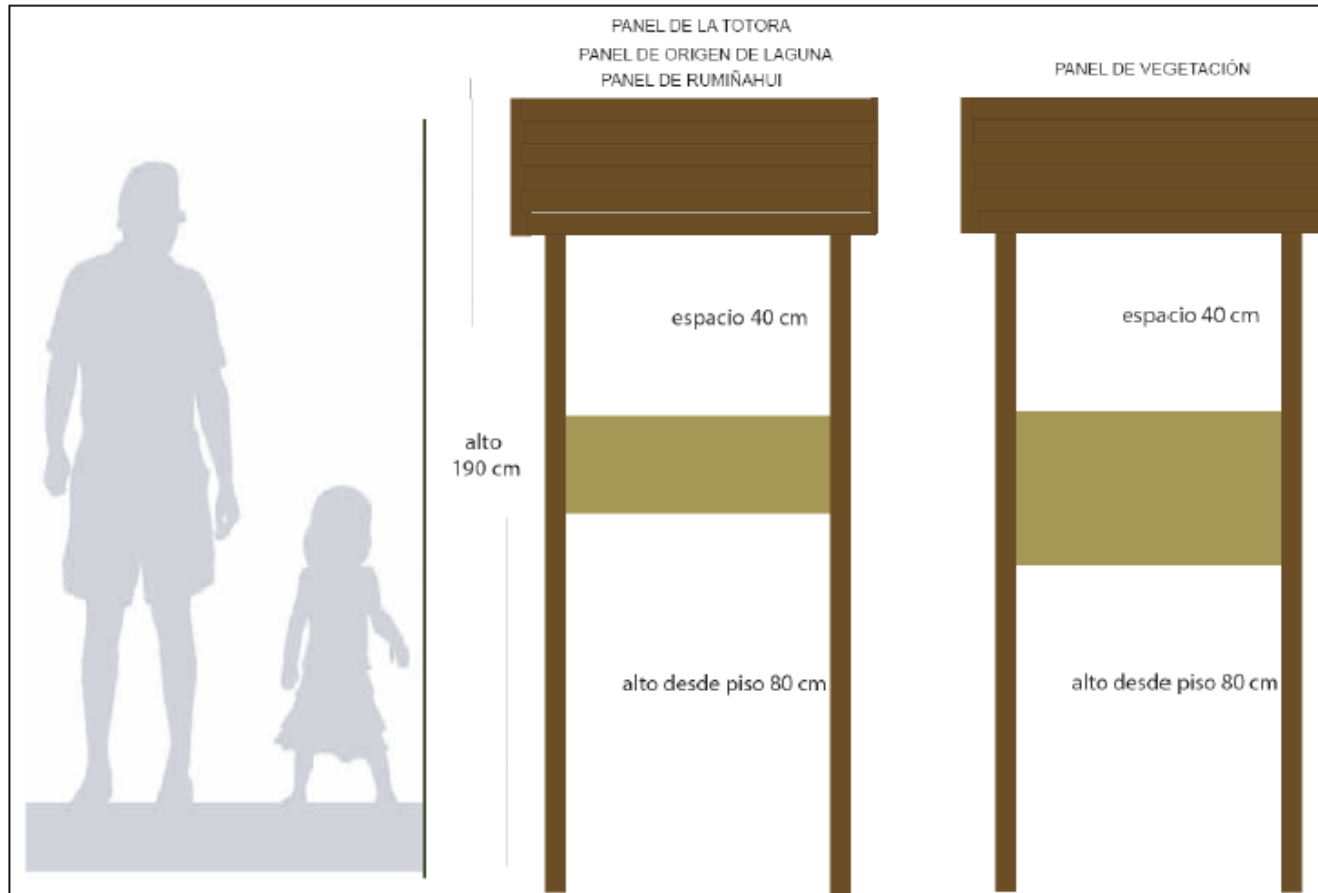 PANEL DE LA TOTORA
PANEL DE ORIGEN DE LAGUNA
PANEL DE RUMIÑAHUI
PANEL DE VEGETACIÓN
espacio 40 cm
espacio 40 cm
alto
190 cm
alto desde piso 80 cm
alto desde piso 80 cm